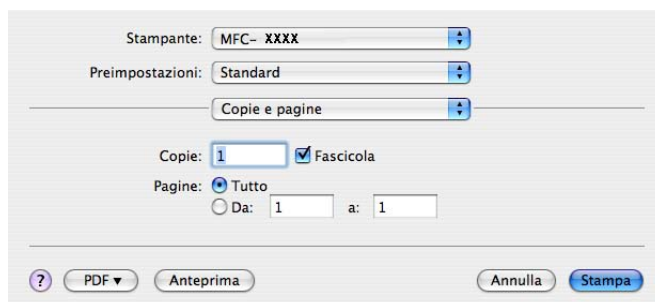 Stampante: MFC- XXXX
Preimpostazioni: Standard
Copie e pagine
Copie: 1 Fascicola
Pagine: Tutto
Da: 1 a: 1
? PDF Anteprima Annulla Stampa